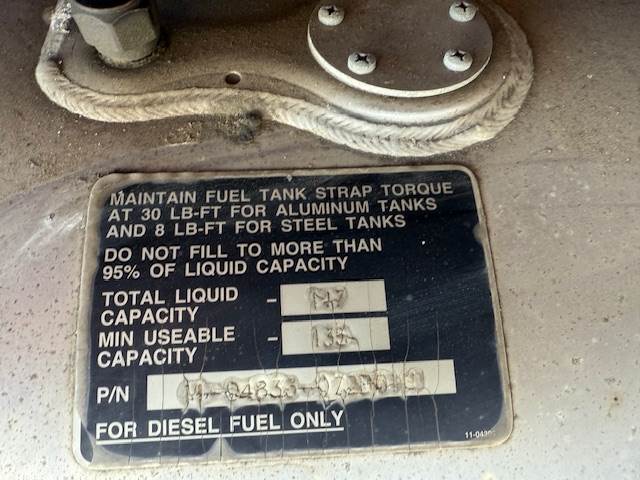 MAINTAIN FUEL TANK STRAP TORQUE
AT 30 LB-FT FOR ALUMINUM TANKS
AND 8 LB-FT FOR STEEL TANKS
DO NOT FILL TO MORE THAN
95% OF LIQUID CAPACITY
TOTAL LIQUID
CAPACITY -
MIN USEABLE
CAPACITY -
P/N
FOR DIESEL FUEL ONLY